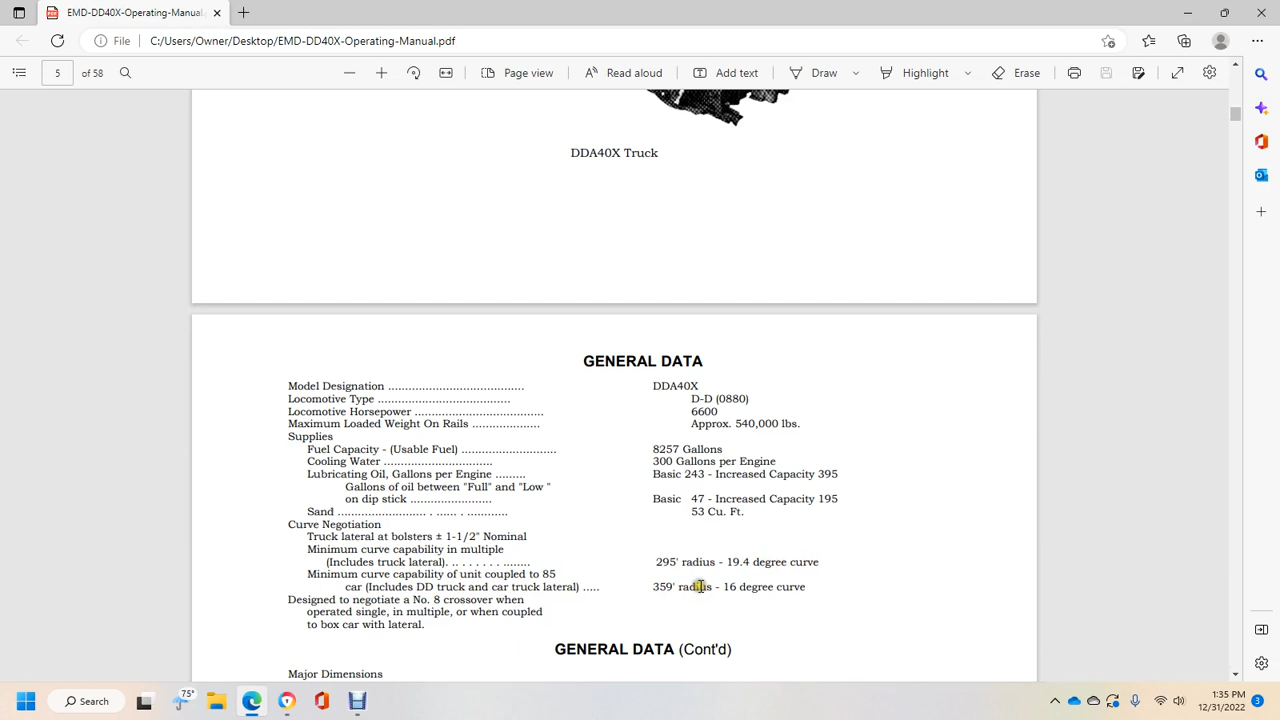 EMD-DD40X-Operating-Manual.
File
C:/Users/Owner/Desktop/EMD-DD40X-Operating-Manual.pdf
5 of 58
Page view
Read aloud
Add text
Draw
Highlight
Erase
DDA40X Truck
GENERAL DATA
Model Designation ........................................ DDA40X
Locomotive Type ....................................... D-D (0880)
Locomotive Horsepower ...................................... 6600
Maximum Loaded Weight On Rails .................... Approx. 540,000 lbs.
Supplies
Fuel Capacity - (Usable Fuel) ............................ 8257 Gallons
Cooling Water ................................ 300 Gallons per Engine
Lubricating Oil, Gallons per Engine ......... Basic 243 - Increased Capacity 395
Gallons of oil between "Full" and "Low "
on dip stick ........................ Basic 47 - Increased Capacity 195
Sand .......................... . ...... . ............ 53 Cu. Ft.
Curve Negotiation
Truck lateral at bolsters ± 1-1/2" Nominal
Minimum curve capability in multiple
(Includes truck lateral). .. . . . . . . ........ 295' radius - 19.4 degree curve
Minimum curve capability of unit coupled to 85
car (Includes DD truck and car truck lateral) ..... 359' radius - 16 degree curve
Designed to negotiate a No. 8 crossover when
operated single, in multiple, or when coupled
to box car with lateral.
GENERAL DATA (Cont'd)
Major Dimensions
Search
75°
1:35 PM
12/31/2022
3